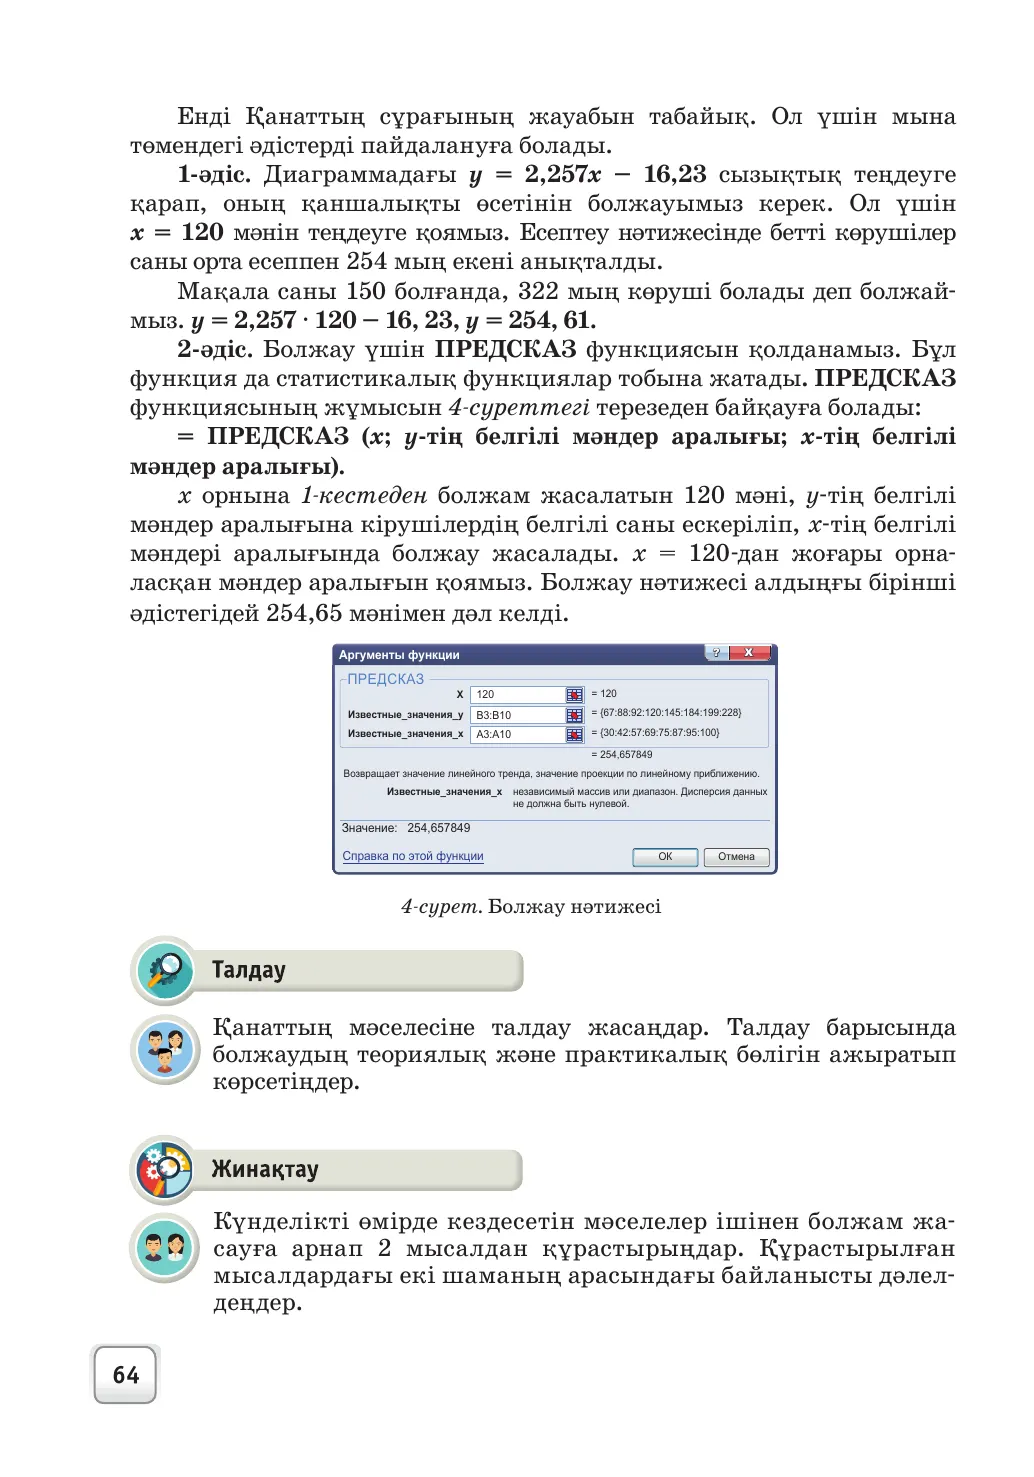 Енді Қанаттың сұрағының жауабын табайық. Ол үшін мына
төмендегі әдістерді пайдалануға болады.
1-әдіс. Диаграммадағы y = 2,257x − 16,23 сызықтық теңдеуге
қарап, оның қаншалықты өсетінін болжауымыз керек. Ол үшін
x = 120 мәнін теңдеуге қоямыз. Есептеу нәтижесінде бетті көрушілер
саны орта есеппен 254 мың екені анықталды.
Мақала саны 150 болғанда, 322 мың көруші болады деп болжай-
мыз. y = 2,257 · 120 − 16, 23, y = 254, 61.
2-әдіс. Болжау үшін ПРЕДСКАЗ функциясын қолданамыз. Бұл
функция да статистикалық функциялар тобына жатады. ПРЕДСКАЗ
функциясының жұмысын 4-суреттегі терезеден байқауға болады:
= ПРЕДСКАЗ (x; y-тің белгілі мәндер аралығы; x-тің белгілі
мәндер аралығы).
x орнына 1-кестеден болжам жасалатын 120 мәні, y-тің белгілі
мәндер аралығына кірушілердің белгілі саны ескеріліп, x-тің белгілі
мәндері аралығында болжау жасалады. x = 120-дан жоғары орна-
ласқан мәндер аралығын қоямыз. Болжау нәтижесі алдыңғы бірінші
әдістегідей 254,65 мәнімен дәл келді.
Аргументы функции ? X
ПРЕДСКАЗ
X 120 = 120
Известные_значения_y B3:B10 = {67:88:92:120:145:184:199:228}
Известные_значения_x A3:A10 = {30:42:57:69:75:87:95:100}
= 254,657849
Возвращает значение линейного тренда, значение проекции по линейному приближению.
Известные_значения_x независимый массив или диапазон. Дисперсия данных
не должна быть нулевой.
Значение: 254,657849
Справка по этой функции ОК Отмена
4-сурет. Болжау нәтижесі
Талдау
Қанаттың мәселесіне талдау жасаңдар. Талдау барысында
болжаудың теориялық және практикалық бөлігін ажыратып
көрсетіңдер.
Жинақтау
Күнделікті өмірде кездесетін мәселелер ішінен болжам жа-
сауға арнап 2 мысалдан құрастырыңдар. Құрастырылған
мысалдардағы екі шаманың арасындағы байланысты дәлел-
деңдер.
64